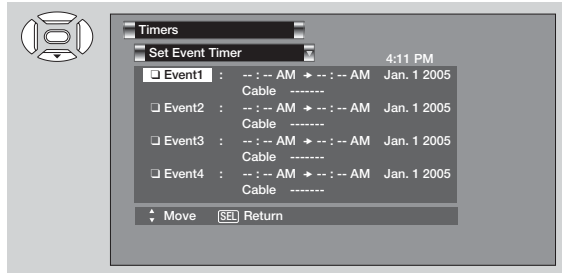 Timers
Set Event Timer
4:11 PM
❏ Event1 : -- : -- AM ➔ -- : -- AM Jan. 1 2005
Cable -------
❏ Event2 : -- : -- AM ➔ -- : -- AM Jan. 1 2005
Cable -------
❏ Event3 : -- : -- AM ➔ -- : -- AM Jan. 1 2005
Cable -------
❏ Event4 : -- : -- AM ➔ -- : -- AM Jan. 1 2005
Cable -------
Move SEL Return